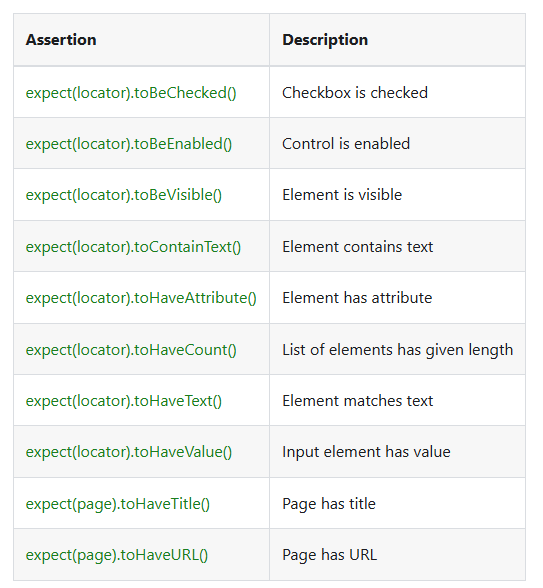 Assertion Description
expect(locator).toBeChecked() Checkbox is checked
expect(locator).toBeEnabled() Control is enabled
expect(locator).toBeVisible() Element is visible
expect(locator).toContainText() Element contains text
expect(locator).toHaveAttribute() Element has attribute
expect(locator).toHaveCount() List of elements has given length
expect(locator).toHaveText() Element matches text
expect(locator).toHaveValue() Input element has value
expect(page).toHaveTitle() Page has title
expect(page).toHaveURL() Page has URL